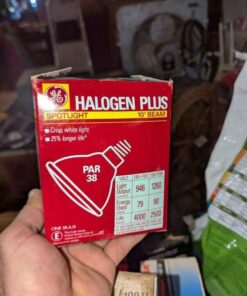 GE
HALOGEN PLUS
SPOTLIGHT 10° BEAM
Crisp, white light
25% longer life*
PAR
38
VOLT
Light Output 946 1260
Energy Used 79 90
Life 4000 2500
ONE BULB
E